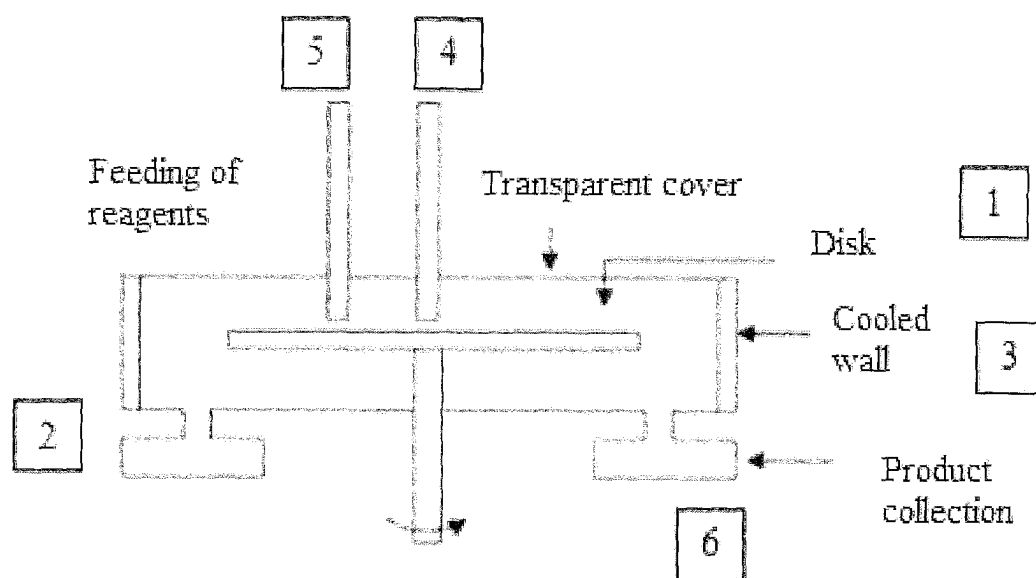 5
4
Feeding of
reagents
Transparent cover
1
Disk
Cooled
wall
3
2
Product
collection
6